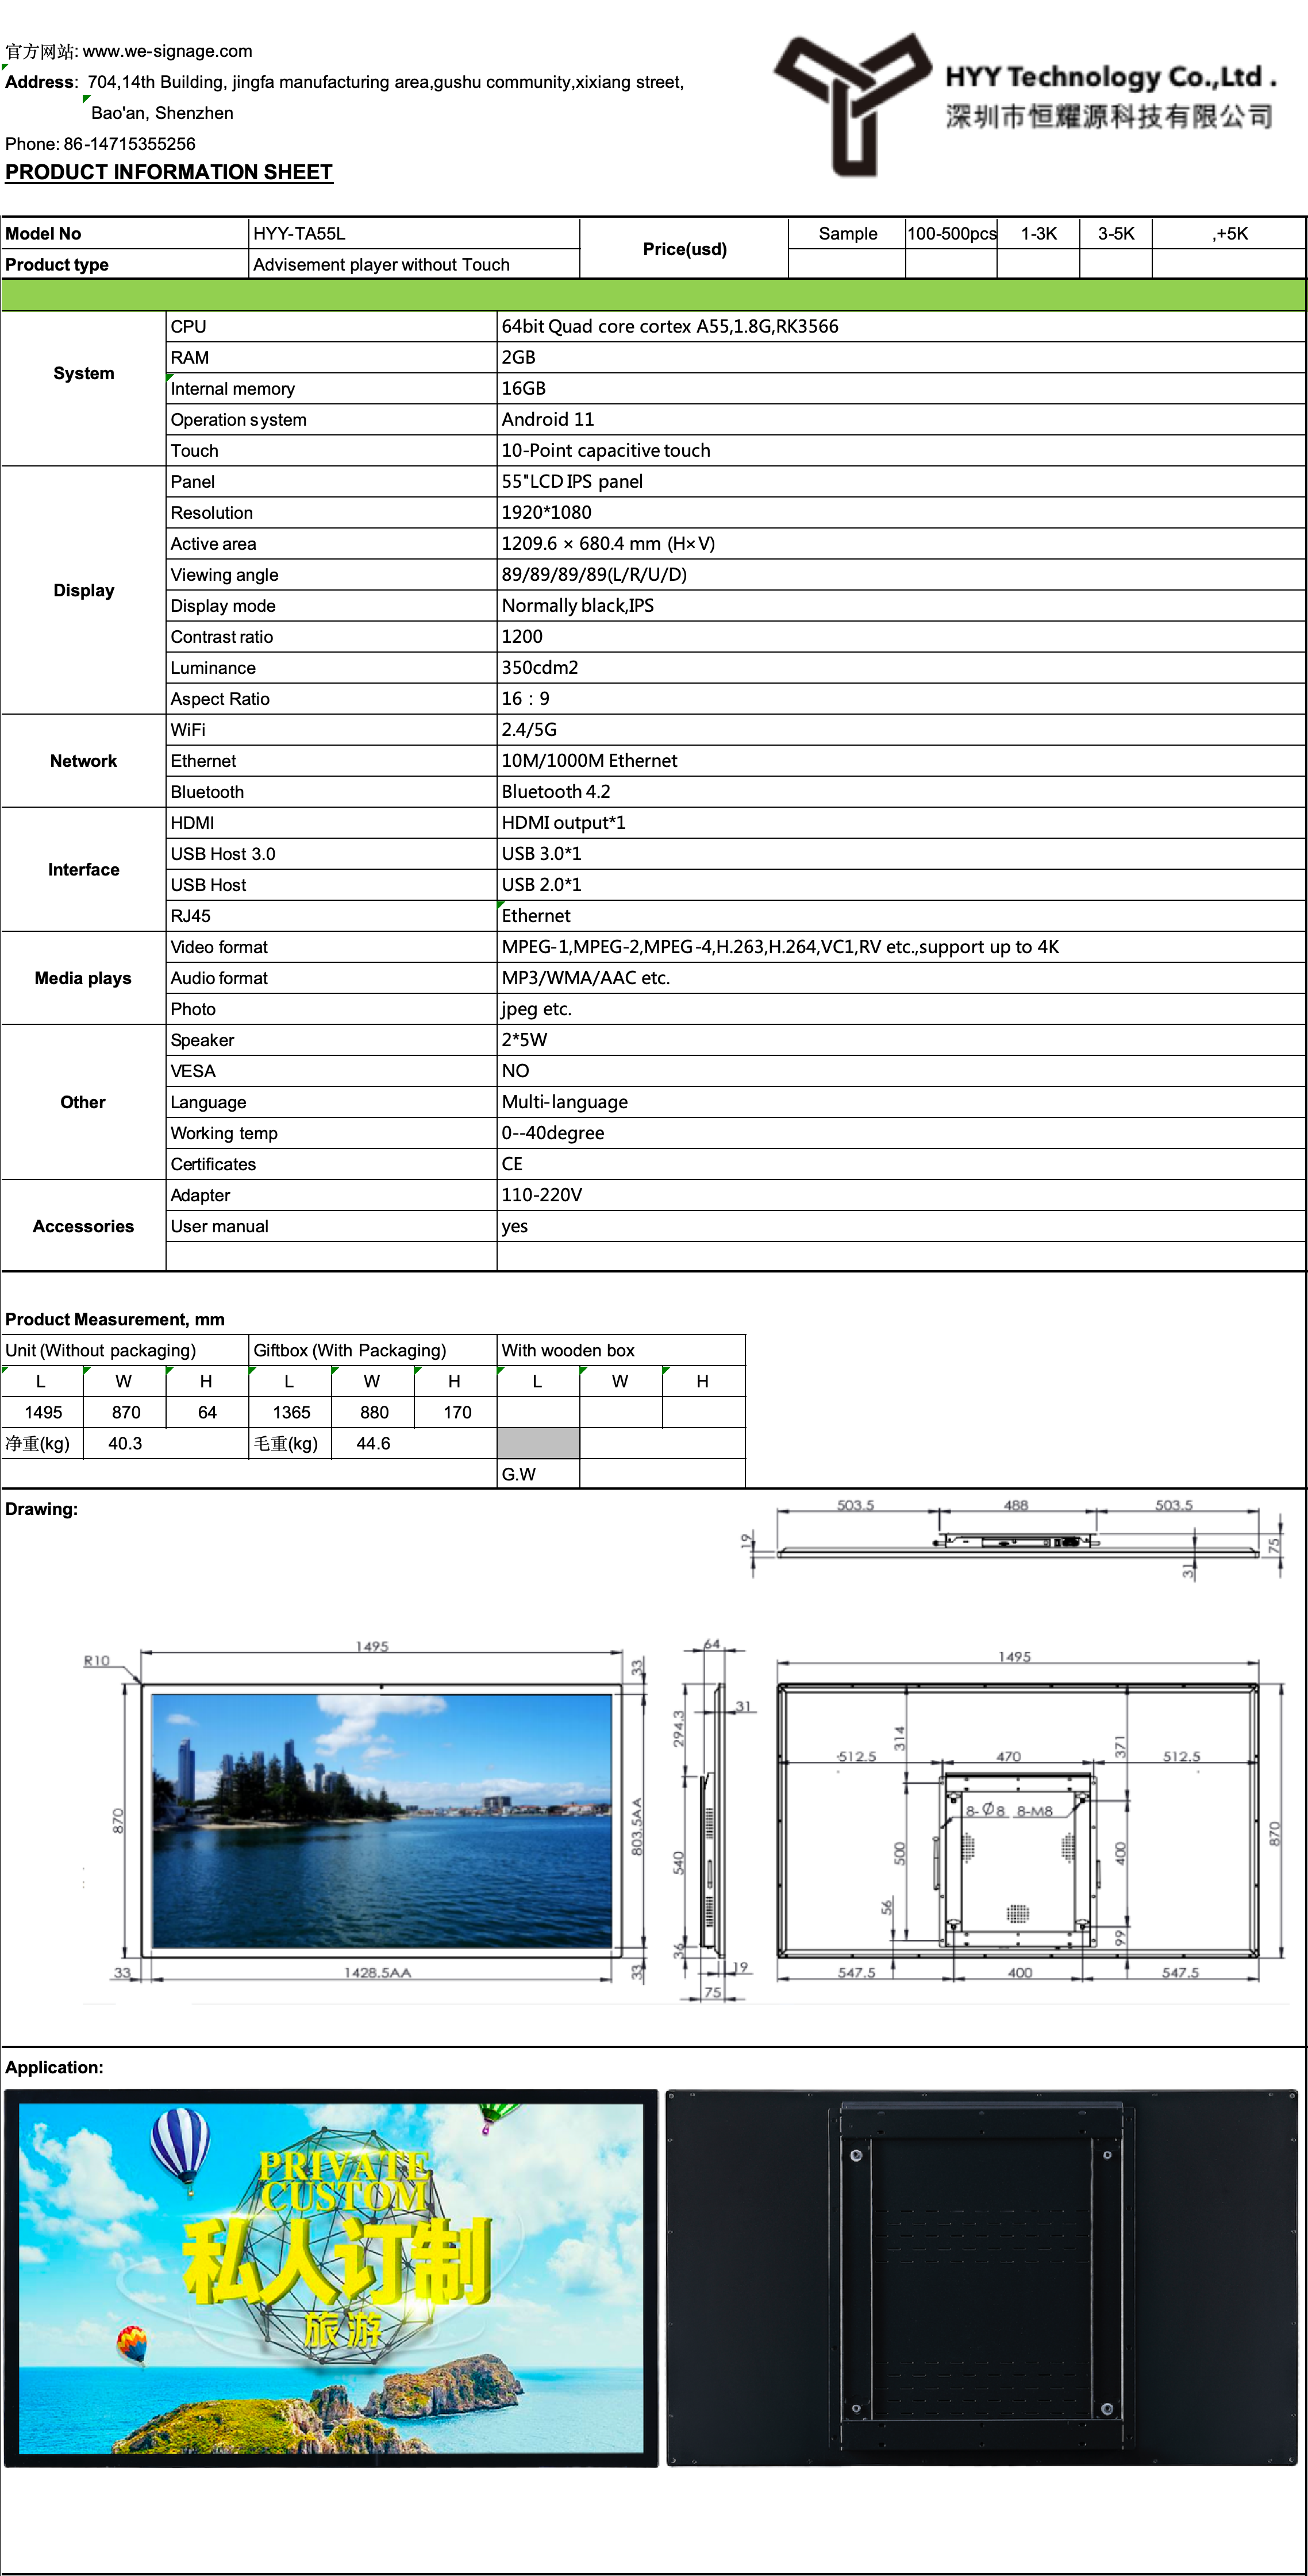 官方网站: www.we-signage.com
Address: 704,14th Building, jingfa manufacturing area,gushu community,xixiang street,
Bao'an, Shenzhen
Phone: 86-14715355256
PRODUCT INFORMATION SHEET
HYY Technology Co.,Ltd .
深圳市恒耀源科技有限公司
Model No HYY-TA55L Price(usd) Sample 100-500pcs 1-3K 3-5K ,+5K
Product type Advisement player without Touch
System
CPU 64bit Quad core cortex A55,1.8G,RK3566
RAM 2GB
Internal memory 16GB
Operation system Android 11
Touch 10-Point capacitive touch
Display
Panel 55"LCD IPS panel
Resolution 1920*1080
Active area 1209.6 × 680.4 mm (H×V)
Viewing angle 89/89/89/89(L/R/U/D)
Display mode Normally black,IPS
Contrast ratio 1200
Luminance 350cdm2
Aspect Ratio 16：9
Network
WiFi 2.4/5G
Ethernet 10M/1000M Ethernet
Bluetooth Bluetooth 4.2
Interface
HDMI HDMI output*1
USB Host 3.0 USB 3.0*1
USB Host USB 2.0*1
RJ45 Ethernet
Media plays
Video format MPEG-1,MPEG-2,MPEG-4,H.263,H.264,VC1,RV etc.,support up to 4K
Audio format MP3/WMA/AAC etc.
Photo jpeg etc.
Other
Speaker 2*5W
VESA NO
Language Multi-language
Working temp 0--40degree
Certificates CE
Accessories
Adapter 110-220V
User manual yes
Product Measurement, mm
Unit (Without packaging) Giftbox (With Packaging) With wooden box
L W H L W H L W H
1495 870 64 1365 880 170
净重(kg) 40.3 毛重(kg) 44.6
G.W
Drawing:
503.5 488 503.5
19 31 75
1495
R10
33
870
803.5AA
33
1428.5AA
33
64
31
294.3
540
36
19
75
1495
314
371
512.5 470 512.5
8-Ø8 8-M8
500
400
870
56
99
547.5 400 547.5
Application:
PRIVATE
CUSTOM
私人订制
旅游